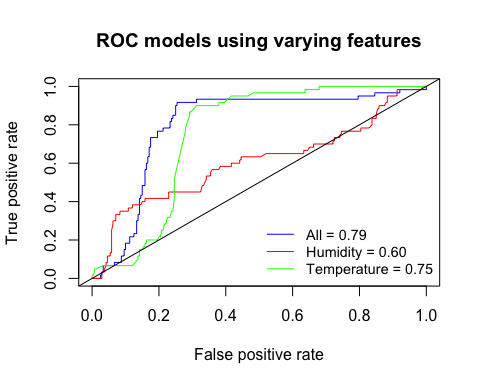 ROC models using varying features
True positive rate
1.0
0.8
0.6
0.4
0.2
0.0
All = 0.79
Humidity = 0.60
Temperature = 0.75
0.0 0.2 0.4 0.6 0.8 1.0
False positive rate